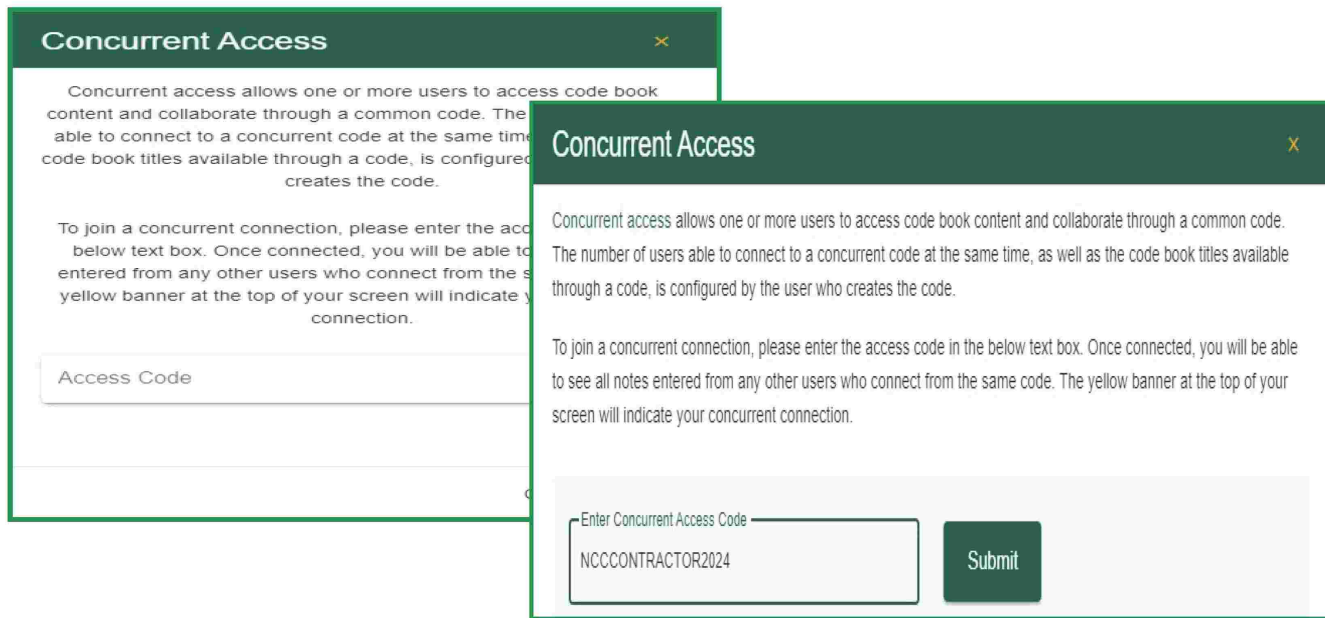 Concurrent Access
×
Concurrent access allows one or more users to access code book
content and collaborate through a common code. The
able to connect to a concurrent code at the same time
code book titles available through a code, is configured
creates the code.
To join a concurrent connection, please enter the
below text box. Once connected, you will be able to
entered from any other users who connect from the
yellow banner at the top of your screen will indicate
connection.
Access Code
Concurrent Access
x
Concurrent access allows one or more users to access code book content and collaborate through a common code.
The number of users able to connect to a concurrent code at the same time, as well as the code book titles available
through a code, is configured by the user who creates the code.
To join a concurrent connection, please enter the access code in the below text box. Once connected, you will be able
to see all notes entered from any other users who connect from the same code. The yellow banner at the top of your
screen will indicate your concurrent connection.
Enter Concurrent Access Code
NCCCONTRACTOR2024
Submit